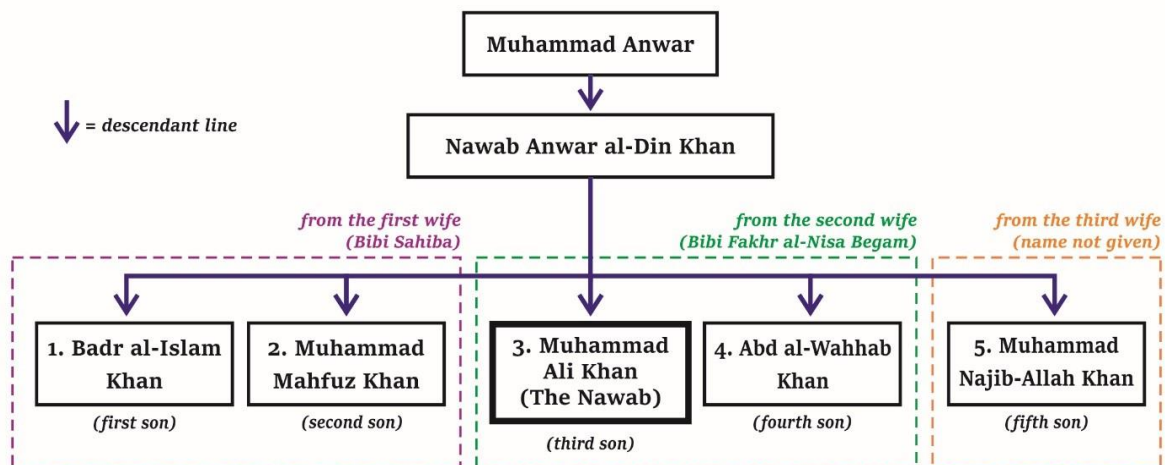 Muhammad Anwar
= descendant line
Nawab Anwar al-Din Khan
from the first wife
(Bibi Sahiba)
from the second wife
(Bibi Fakhr al-Nisa Begam)
from the third wife
(name not given)
1. Badr al-Islam
Khan
(first son)
2. Muhammad
Mahfuz Khan
(second son)
3. Muhammad
Ali Khan
(The Nawab)
(third son)
4. Abd al-Wahhab
Khan
(fourth son)
5. Muhammad
Najib-Allah Khan
(fifth son)